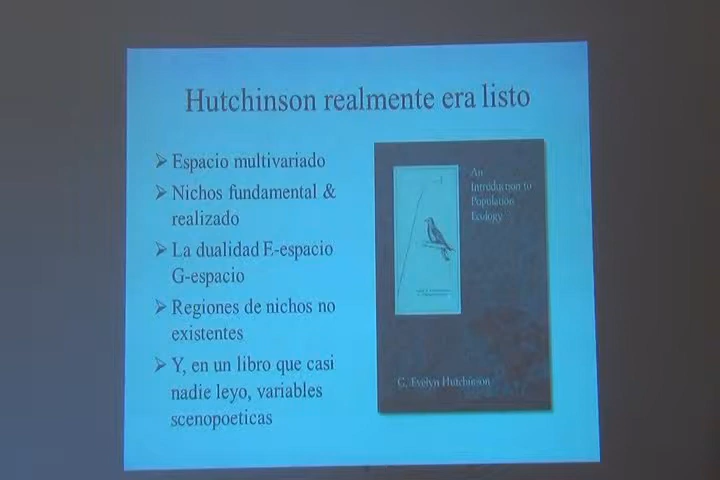 Hutchinson realmente era listo
➢ Espacio multivariado
➢ Nichos fundamental &
realizado
➢ La dualidad E-espacio
G-espacio
➢ Regiones de nichos no
existentes
➢ Y, en un libro que casi
nadie leyo, variables
scenopoeticas
An
Introduction to
Population
Ecology
G. Evelyn Hutchinson